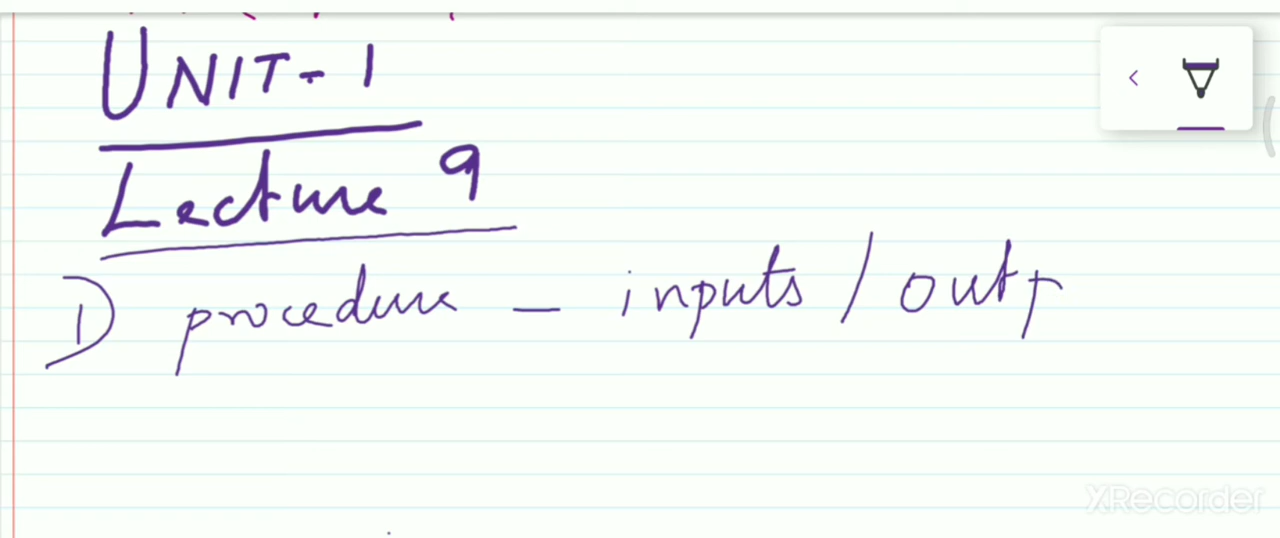 UNIT-1
Lecture 9
1) procedure - inputs / outp
XRecorder